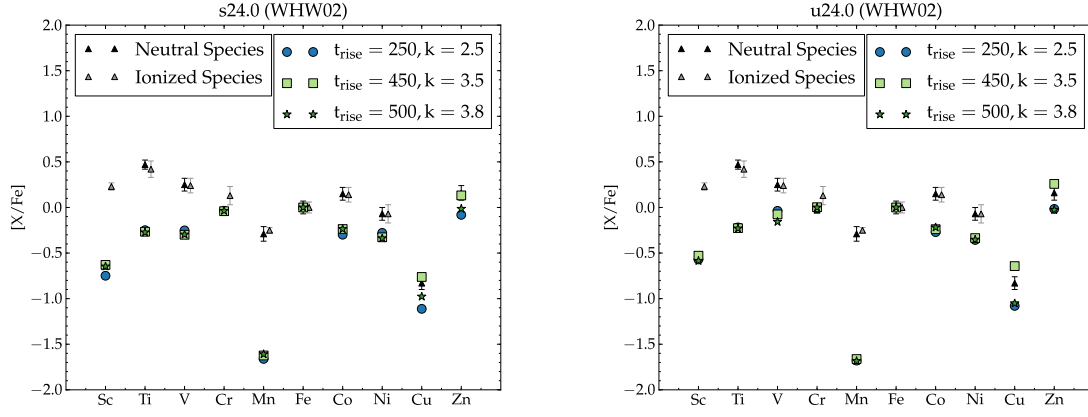 s24.0 (WHW02)
2.0
1.5
1.0
0.5
0.0
−0.5
−1.0
−1.5
−2.0
[X/Fe]
Neutral Species
Ionized Species
t_rise = 250, k = 2.5
t_rise = 450, k = 3.5
t_rise = 500, k = 3.8
Sc Ti V Cr Mn Fe Co Ni Cu Zn
u24.0 (WHW02)
2.0
1.5
1.0
0.5
0.0
−0.5
−1.0
−1.5
−2.0
[X/Fe]
Neutral Species
Ionized Species
t_rise = 250, k = 2.5
t_rise = 450, k = 3.5
t_rise = 500, k = 3.8
Sc Ti V Cr Mn Fe Co Ni Cu Zn